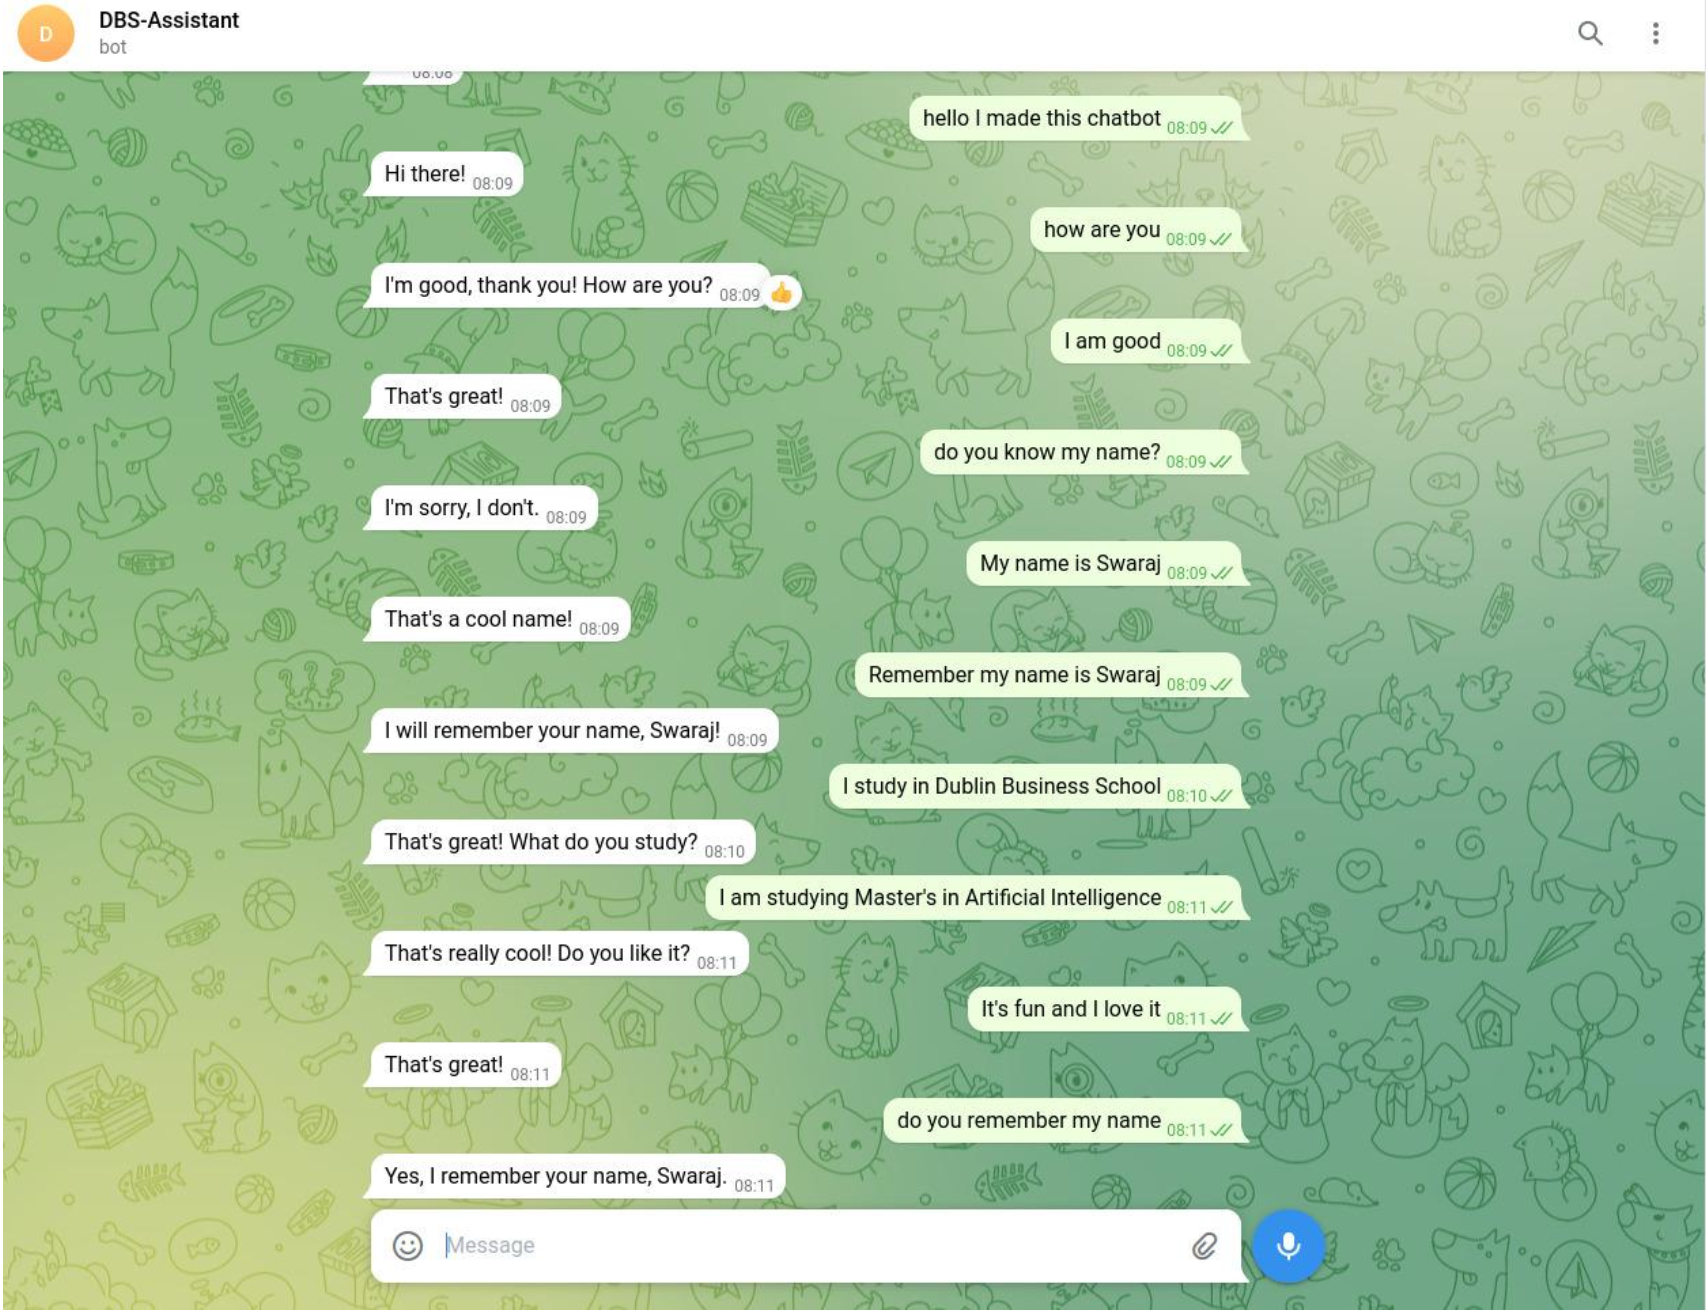 D
DBS-Assistant
bot
08:08
hello I made this chatbot 08:09
Hi there! 08:09
how are you 08:09
I'm good, thank you! How are you? 08:09
I am good 08:09
That's great! 08:09
do you know my name? 08:09
I'm sorry, I don't. 08:09
My name is Swaraj 08:09
That's a cool name! 08:09
Remember my name is Swaraj 08:09
I will remember your name, Swaraj! 08:09
I study in Dublin Business School 08:10
That's great! What do you study? 08:10
I am studying Master's in Artificial Intelligence 08:11
That's really cool! Do you like it? 08:11
It's fun and I love it 08:11
That's great! 08:11
do you remember my name 08:11
Yes, I remember your name, Swaraj. 08:11
Message